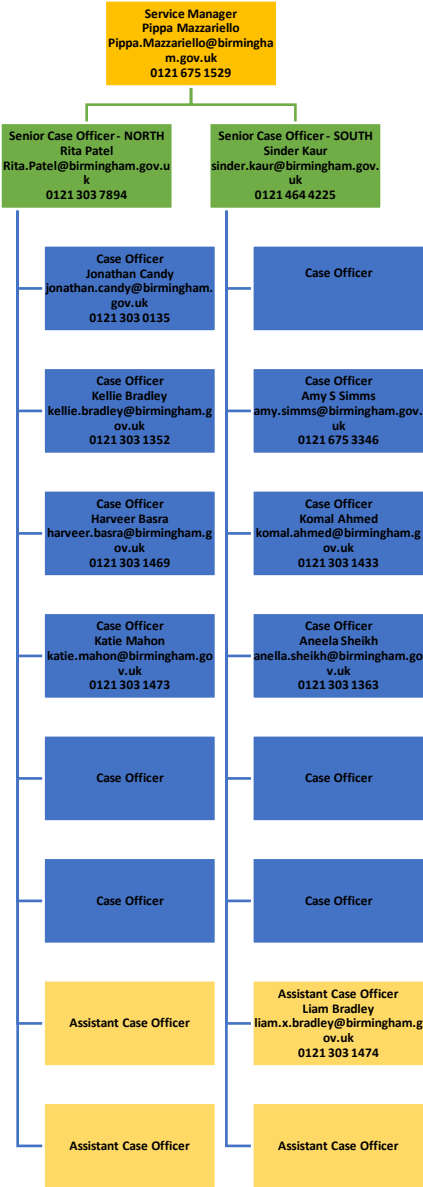 Service Manager
Pippa Mazzariello
Pippa.Mazzariello@birmingha
m.gov.uk
0121 675 1529
Senior Case Officer - NORTH
Rita Patel
Rita.Patel@birmingham.gov.u
k
0121 303 7894
Senior Case Officer - SOUTH
Sinder Kaur
sinder.kaur@birmingham.gov.
uk
0121 464 4225
Case Officer
Jonathan Candy
jonathan.candy@birmingham.
gov.uk
0121 303 0135
Case Officer
Case Officer
Kellie Bradley
kellie.bradley@birmingham.g
ov.uk
0121 303 1352
Case Officer
Amy S Simms
amy.simms@birmingham.gov.
uk
0121 675 3346
Case Officer
Harveer Basra
harveer.basra@birmingham.g
ov.uk
0121 303 1469
Case Officer
Komal Ahmed
komal.ahmed@birmingham.g
ov.uk
0121 303 1433
Case Officer
Katie Mahon
katie.mahon@birmingham.go
v.uk
0121 303 1473
Case Officer
Aneela Sheikh
anella.sheikh@birmingham.go
v.uk
0121 303 1363
Case Officer
Case Officer
Case Officer
Case Officer
Assistant Case Officer
Assistant Case Officer
Liam Bradley
liam.x.bradley@birmingham.g
ov.uk
0121 303 1474
Assistant Case Officer
Assistant Case Officer